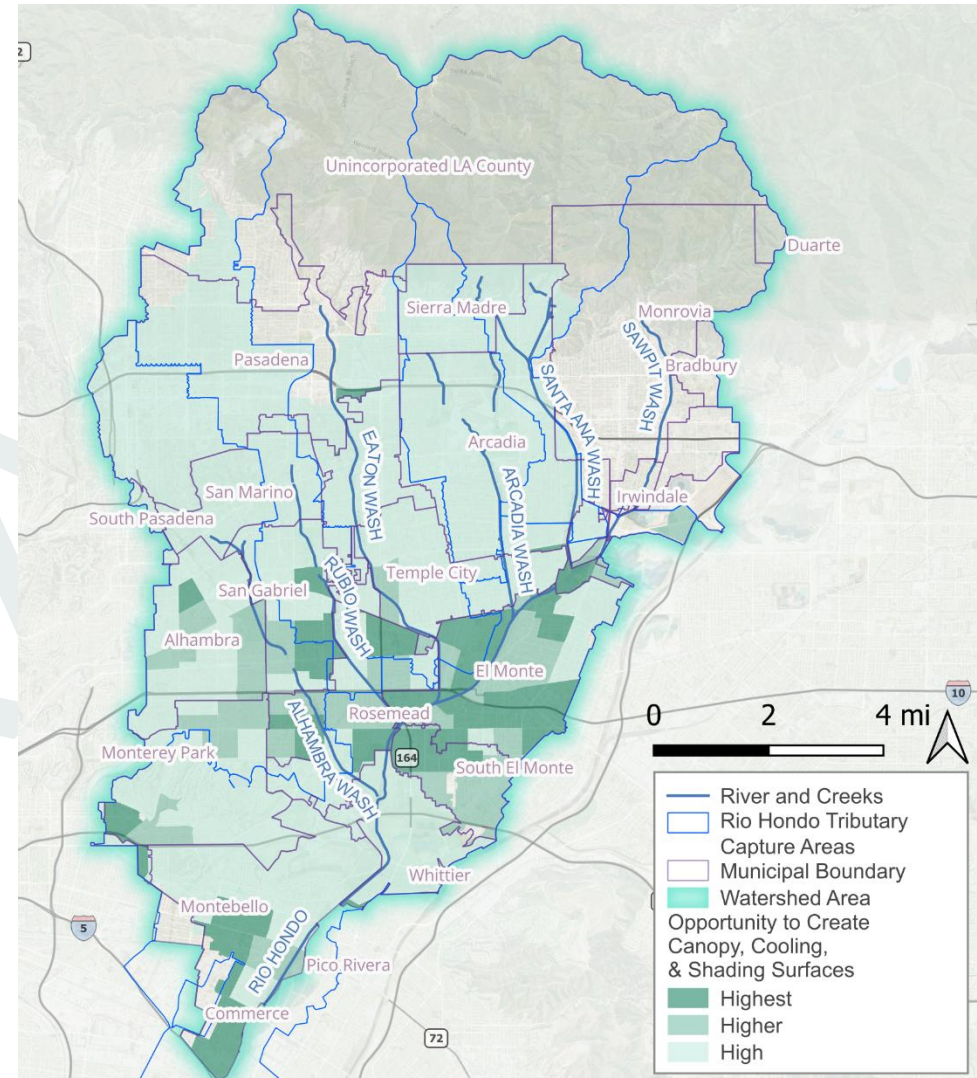 2
Unincorporated LA County
Duarte
Sierra Madre
Monrovia
SAWPIT WASH
Bradbury
Pasadena
SANTA ANA WASH
EATON WASH
Arcadia
ARCADIA WASH
San Marino
Irwindale
South Pasadena
RUBIO WASH
Temple City
San Gabriel
Alhambra
El Monte
10
Rosemead
ALHAMBRA WASH
Monterey Park
164
South El Monte
Whittier
Montebello
5
RIO HONDO
Pico Rivera
Commerce
72
0 2 4 mi
River and Creeks
Rio Hondo Tributary
Capture Areas
Municipal Boundary
Watershed Area
Opportunity to Create
Canopy, Cooling,
& Shading Surfaces
Highest
Higher
High